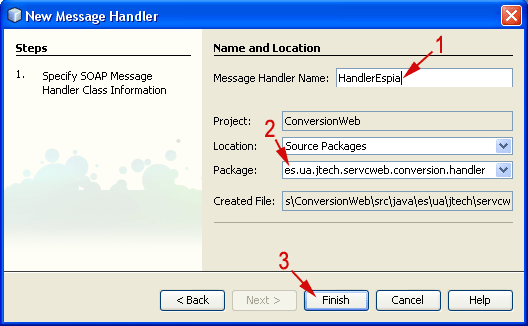 New Message Handler
Steps
1. Specify SOAP Message
Handler Class Information
Name and Location
1
Message Handler Name: HandlerEspia
Project: ConversionWeb
2
Location: Source Packages
Package: es.ua.jtech.servcweb.conversion.handler
Created File: s\ConversionWeb\src\java\es\ua\jtech\servcw
3
< Back Next > Finish Cancel Help